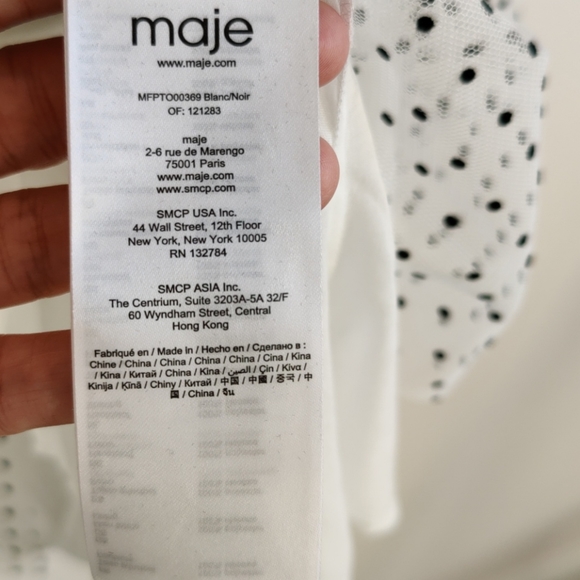 maje
www.maje.com
MFPTO00369 Blanc/Noir
OF: 121283
maje
2-6 rue de Marengo
75001 Paris
www.maje.com
www.smcp.com
SMCP USA Inc.
44 Wall Street, 12th Floor
New York, New York 10005
RN 132784
SMCP ASIA Inc.
The Centrium, Suite 3203A-5A 32/F
60 Wyndham Street, Central
Hong Kong
Fabriqué en / Made in / Hecho en / Сделано в :
Chine / China / China / China / China / Cina / Kina
/ Kina / Китай / China / Kina / الصين / Çin / Kiva /
Kinija / Ķīnā / Chiny / Китай / 中国 / 中國 / 중국 / 中
国 / China / จีน